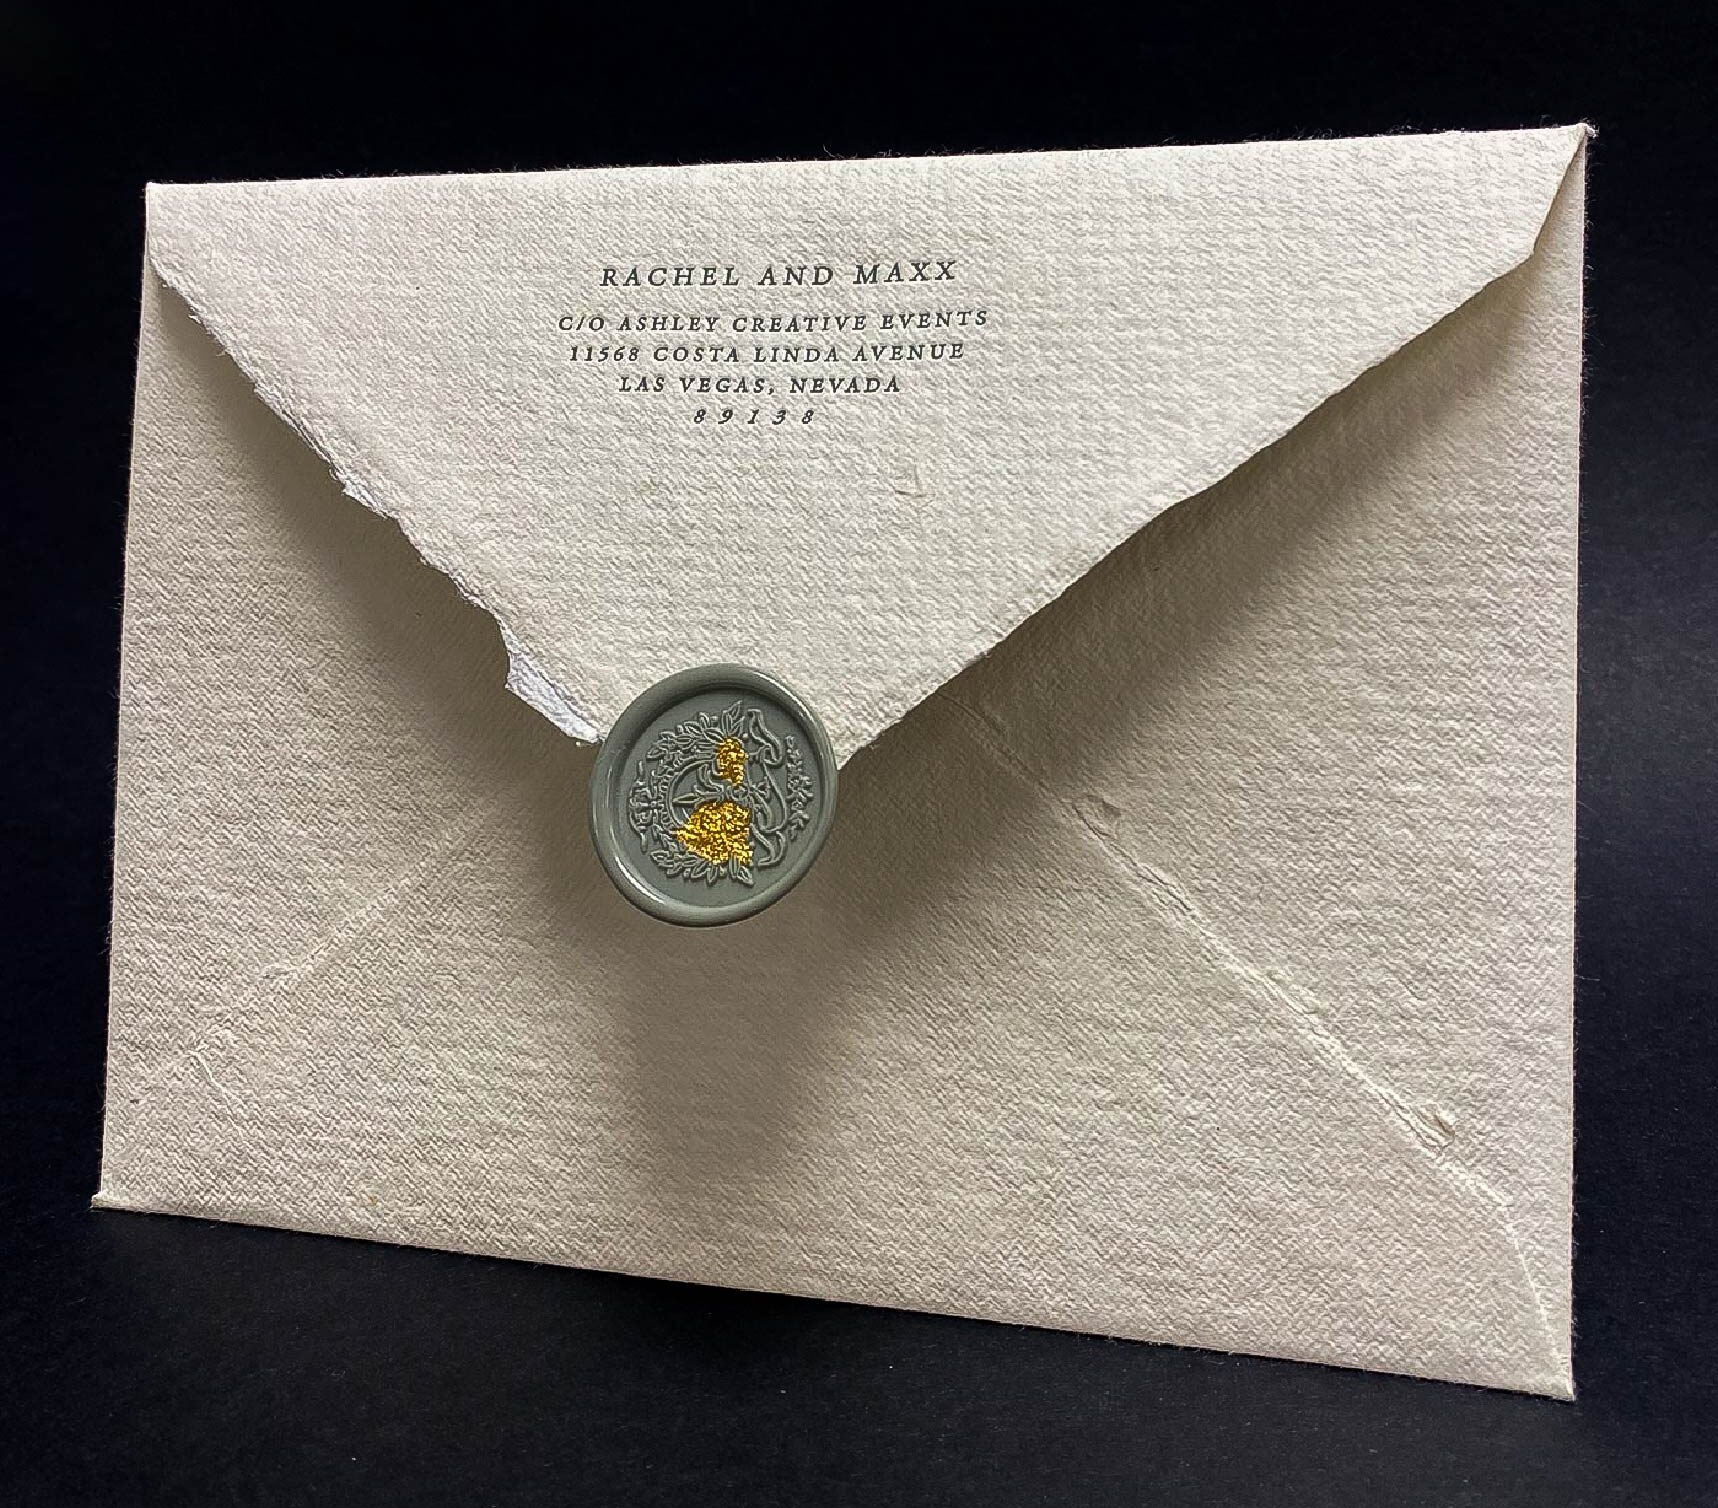 RACHEL AND MAXX
C/O ASHLEY CREATIVE EVENTS
11568 COSTA LINDA AVENUE
LAS VEGAS, NEVADA
89138